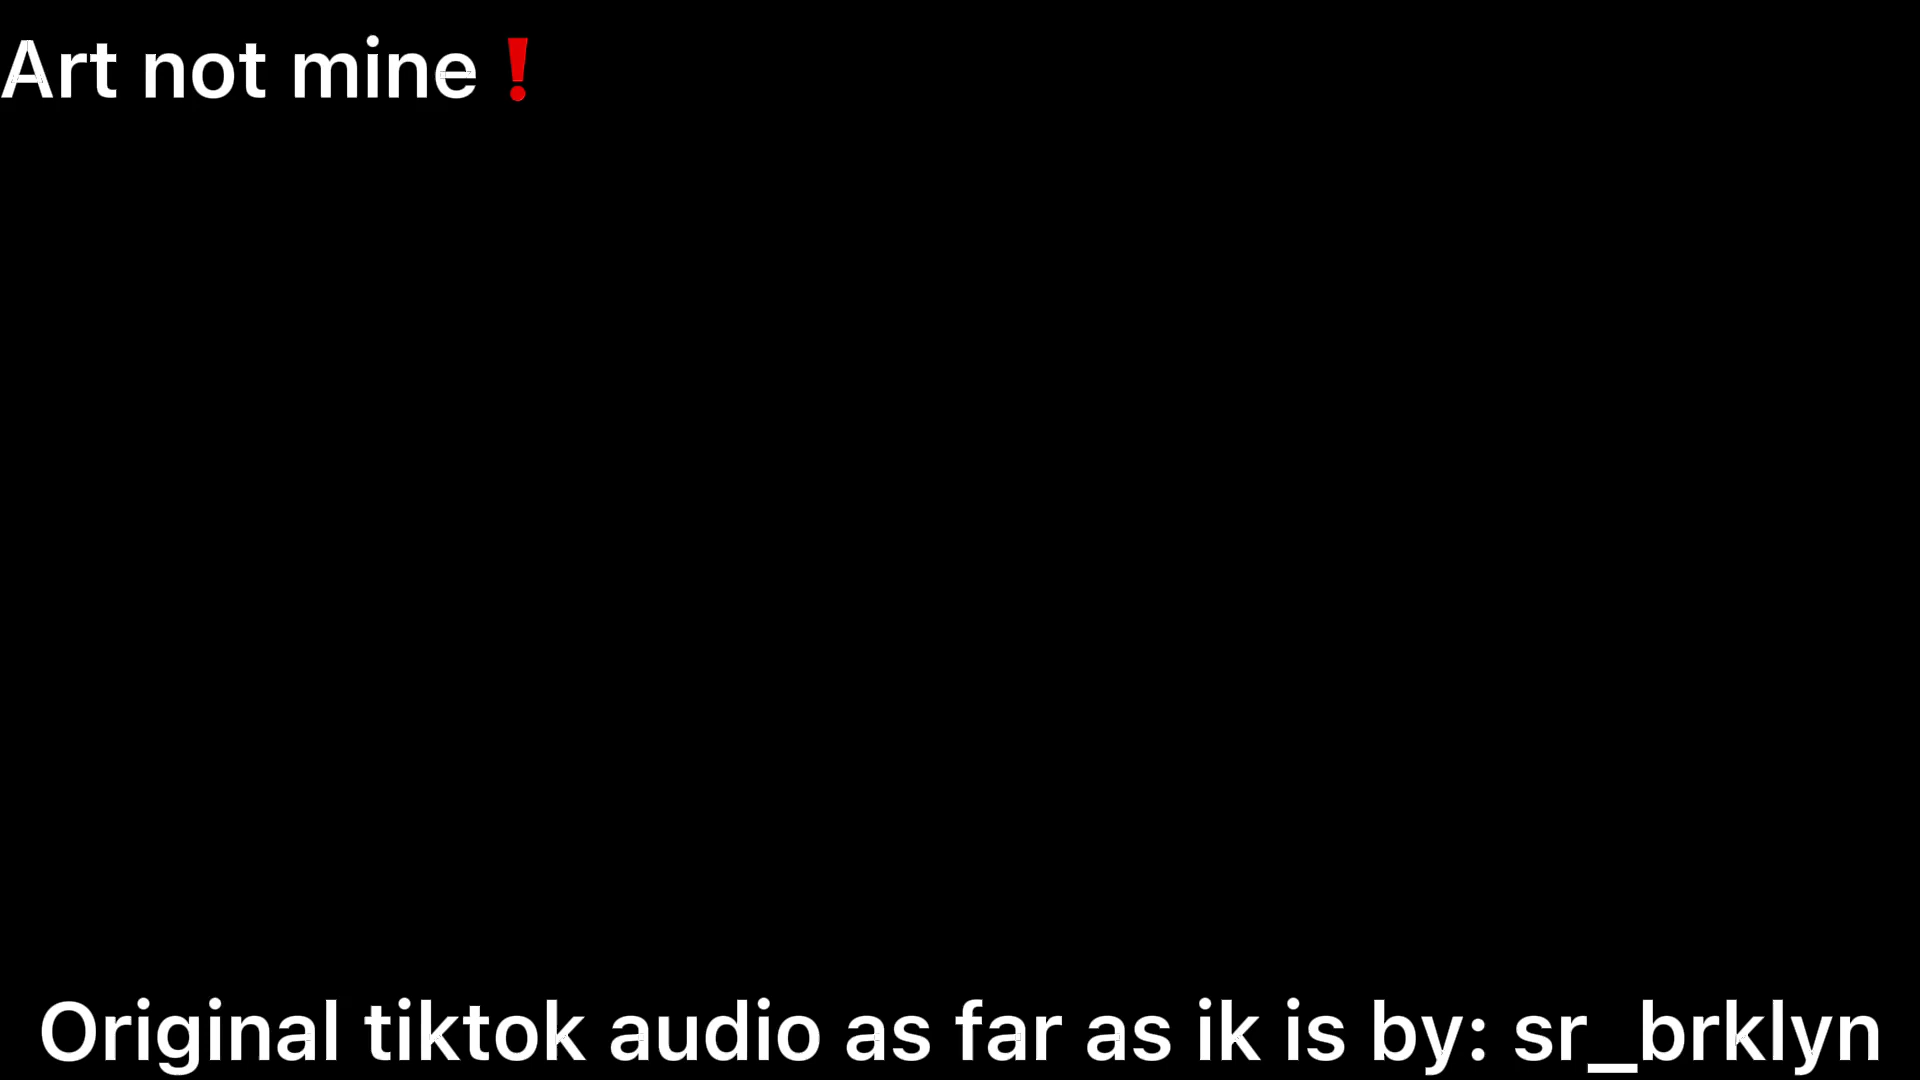 Art not mine❗
Original tiktok audio as far as ik is by: sr_brklyn